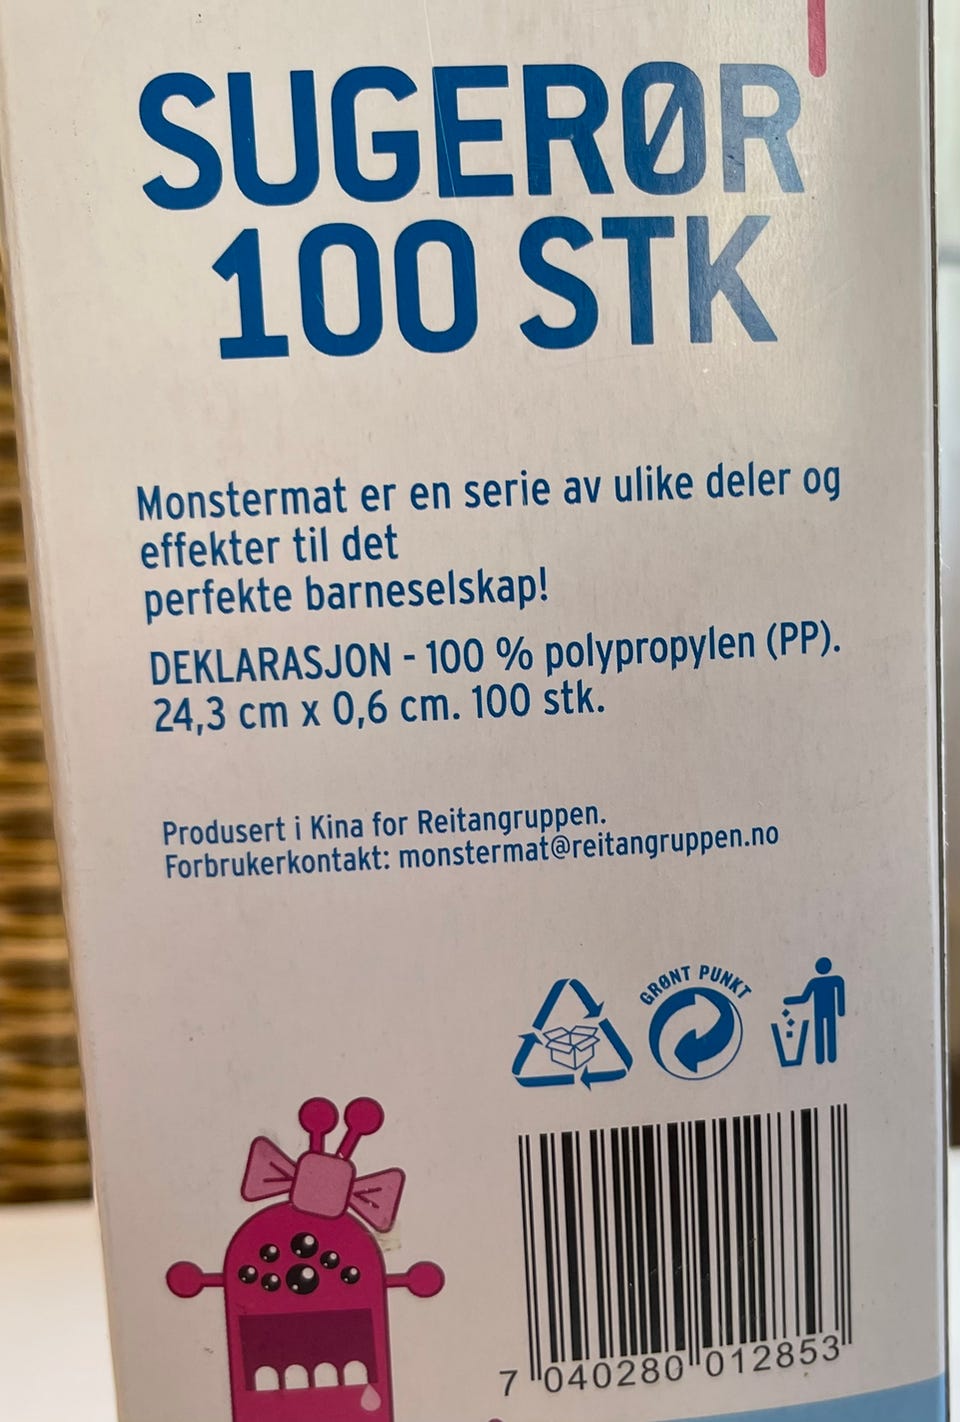 SUGERØR
100 STK
Monstermat er en serie av ulike deler og
effekter til det
perfekte barneselskap!
DEKLARASJON - 100 % polypropylen (PP).
24,3 cm x 0,6 cm. 100 stk.
Produsert i Kina for Reitangruppen.
Forbrukerkontakt: monstermat@reitangruppen.no
GRØNT PUNKT
7 040280 012853